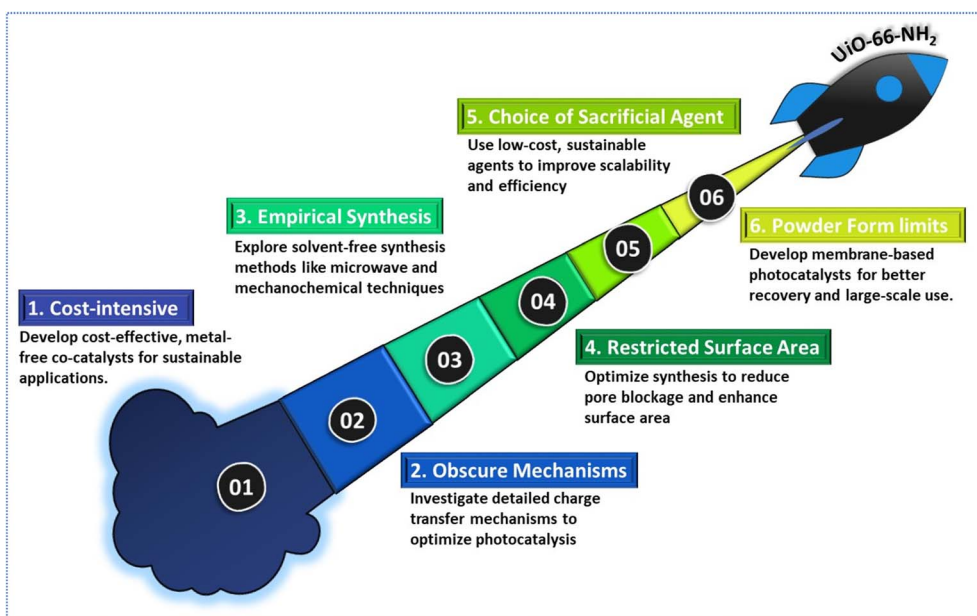 UiO-66-NH₂
5. Choice of Sacrificial Agent
Use low-cost, sustainable
agents to improve scalability
and efficiency
06
3. Empirical Synthesis
Explore solvent-free synthesis
methods like microwave and
mechanochemical techniques
05
6. Powder Form limits
Develop membrane-based
photocatalysts for better
recovery and large-scale use.
04
1. Cost-intensive
Develop cost-effective, metal-
free co-catalysts for sustainable
applications.
03
4. Restricted Surface Area
Optimize synthesis to reduce
pore blockage and enhance
surface area
02
2. Obscure Mechanisms
Investigate detailed charge
transfer mechanisms to
optimize photocatalysis
01